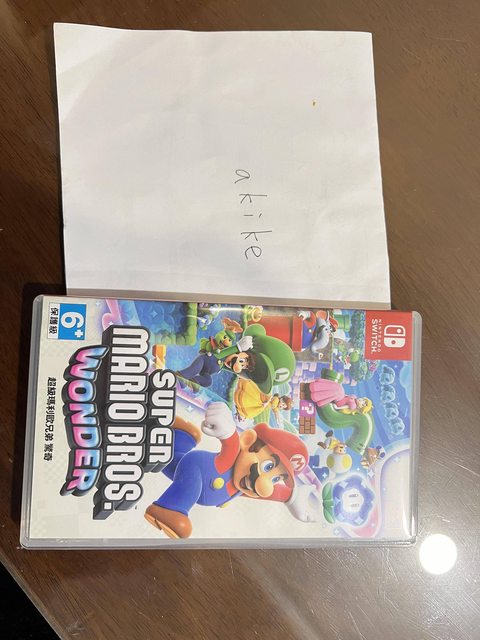 akike
NINTENDO
SWITCH
6+
保護級
SUPER
MARIO BROS.™
WONDER
超級瑪利歐兄弟 驚奇